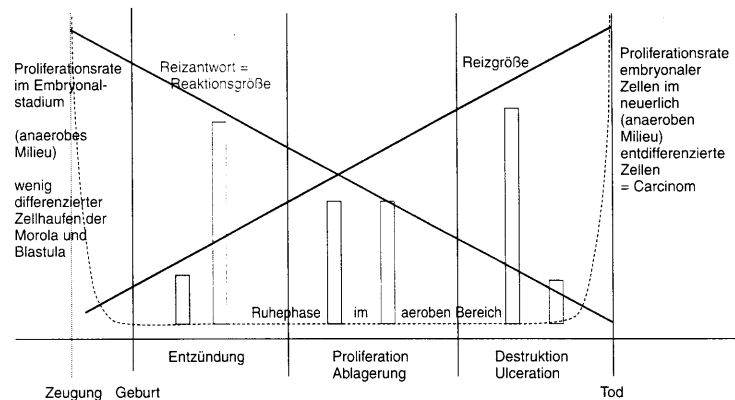 Proliferationsrate
im Embryonal-
stadium
(anaerobes
Milieu)
wenig
differenzierter
Zellhaufen der
Morola und
Blastula
Reizantwort =
Reaktionsgröße
Reizgröße
Proliferationsrate
embryonaler
Zellen im
neuerlich
(anaeroben
Milieu)
entdifferenzierte
Zellen
= Carcinom
Ruhephase im aeroben Bereich
Entzündung
Proliferation
Ablagerung
Destruktion
Ulceration
Zeugung Geburt Tod